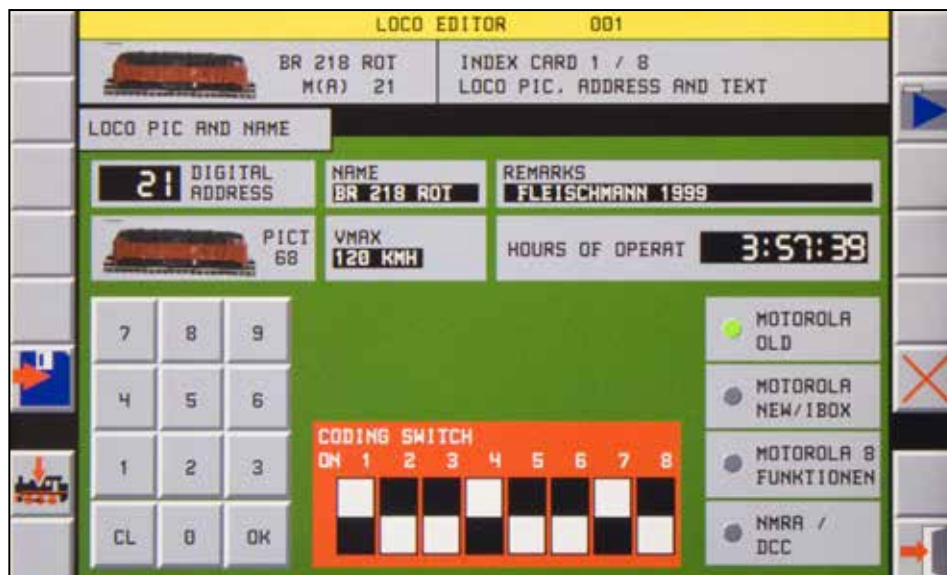 LOCO EDITOR 001
BR 218 ROT
M(A) 21
INDEX CARD 1 / 8
LOCO PIC, ADDRESS AND TEXT
LOCO PIC AND NAME
21 DIGITAL
ADDRESS
NAME
BR 218 ROT
REMARKS
FLEISCHMANN 1999
PICT
68
VMAX
120 KMH
HOURS OF OPERAT 3:57:39
7 8 9
4 5 6
1 2 3
CL 0 OK
CODING SWITCH
ON 1 2 3 4 5 6 7 8
MOTOROLA
OLD
MOTOROLA
NEW/IBOX
MOTOROLA 8
FUNKTIONEN
NMRA /
DCC